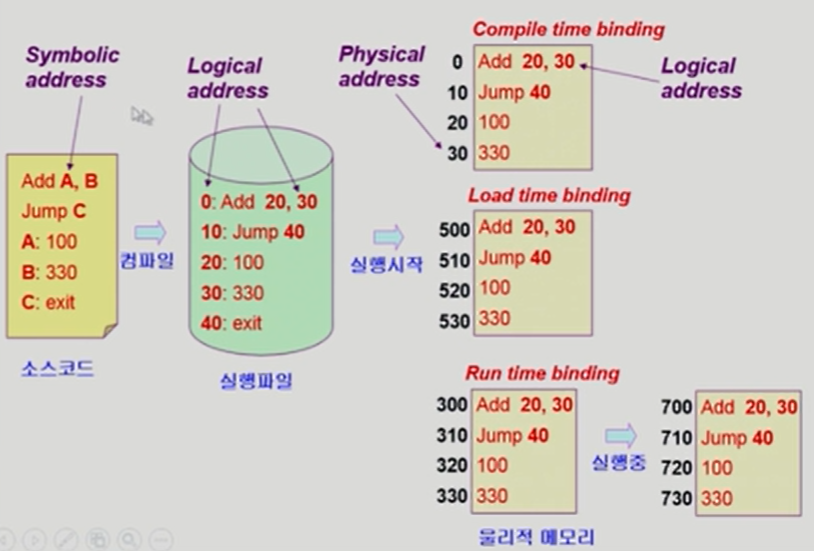 Symbolic
address
Add A, B
Jump C
A: 100
B: 330
C: exit
소스코드
컴파일
Logical
address
0: Add 20, 30
10: Jump 40
20: 100
30: 330
40: exit
실행파일
실행시작
Physical
address
Compile time binding
0 Add 20, 30
10 Jump 40
20 100
30 330
Logical
address
Load time binding
500 Add 20, 30
510 Jump 40
520 100
530 330
Run time binding
300 Add 20, 30
310 Jump 40
320 100
330 330
실행중
700 Add 20, 30
710 Jump 40
720 100
730 330
물리적 메모리